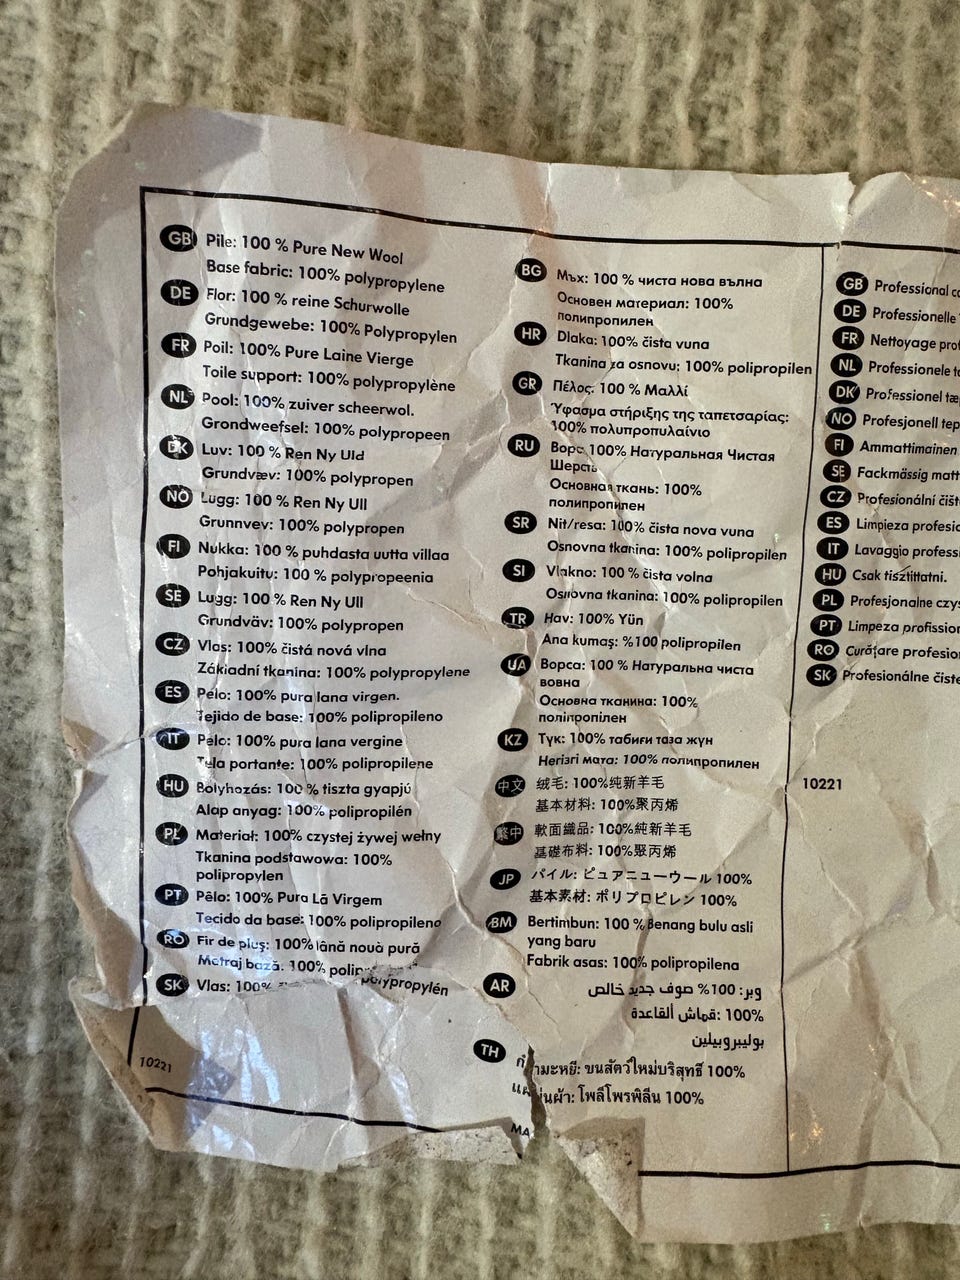 GB Pile: 100 % Pure New Wool
Base fabric: 100% polypropylene
DE Flor: 100 % reine Schurwolle
Grundgewebe: 100% Polypropylen
FR Poil: 100% Pure Laine Vierge
Toile support: 100% polypropylène
NL Pool: 100% zuiver scheerwol.
Grondweefsel: 100% polypropeen
DK Luv: 100 % Ren Ny Uld
Grundvæv: 100% polypropen
NO Lugg: 100 % Ren Ny Ull
Grunnvev: 100% polypropen
FI Nukka: 100 % puhdasta uutta villaa
Pohjakuitu: 100 % polypropeenia
SE Lugg: 100 % Ren Ny Ull
Grundväv: 100% polypropen
CZ Vlas: 100% čistá nová vlna
Základní tkanina: 100% polypropylene
ES Pelo: 100% pura lana virgen.
Tejido de base: 100% polipropileno
IT Pelo: 100% pura lana vergine
Tela portante: 100% polipropilene
HU Bolyhozás: 100 % tiszta gyapjú
Alap anyag: 100% polipropilén
PL Materiał: 100% czystej żywej wełny
Tkanina podstawowa: 100%
polipropylen
PT Pêlo: 100% Pura Lã Virgem
Tecido da base: 100% polipropileno
RO Fir de pluş: 100% lână nouà pură
Metraj bază: 100%
SK Vlas: 100%
polypropylén
10221
BG Мъх: 100 % чиста нова вълна
Основен материал: 100%
полипропилен
HR Dlaka: 100% čista vuna
Tkanina za osnovu: 100% polipropilen
GR Πέλος: 100 % Μαλλί
Ύφασμα στήριξης της ταπετσαρίας:
100% πολυπροπυλαίνιο
RU Ворс 100% Натуральная Чистая
Шерсть
Основная ткань: 100%
полипропилен
SR Nit/resa: 100% čista nova vuna
Osnovna tkanina: 100% polipropilen
SI Vlakno: 100 % čista volna
Osnovna tkanina: 100% polipropilen
TR Hav: 100% Yün
Ana kumaş: %100 polipropilen
UA Ворса: 100 % Натуральна чиста
вовна
Основна тканина: 100%
поліпропілен
KZ Түк: 100% табиғи таза жүн
Негізгі мата: 100% полипропилен
中文 绒毛: 100%纯新羊毛
基本材料: 100%聚丙烯
繁中 軟面織品: 100%純新羊毛
基礎布料: 100%聚丙烯
JP パイル: ピュアニューウール 100%
基本素材: ポリプロピレン 100%
BM Bertimbun: 100 % Benang bulu asli
yang baru
Fabrik asas: 100% polipropilena
AR وبر: 100% صوف جديد خالص
100% :قماش ألقاعدة
بوليبروبيلين
TH ขนสัตว์ใหม่บริสุทธิ์ 100%
โพลีโพรพิลีน 100%
MA
GB Professional
DE Professionelle
FR Nettoyage
NL Professionele
DK Professionel
NO Profesjonell
FI Ammattimainen
SE Fackmässig
CZ Profesionální
ES Limpieza
IT Lavaggio
HU Csak tisztíttatni.
PL Profesjonalne
PT Limpeza
RO Curăţare
SK Profesionálne
10221